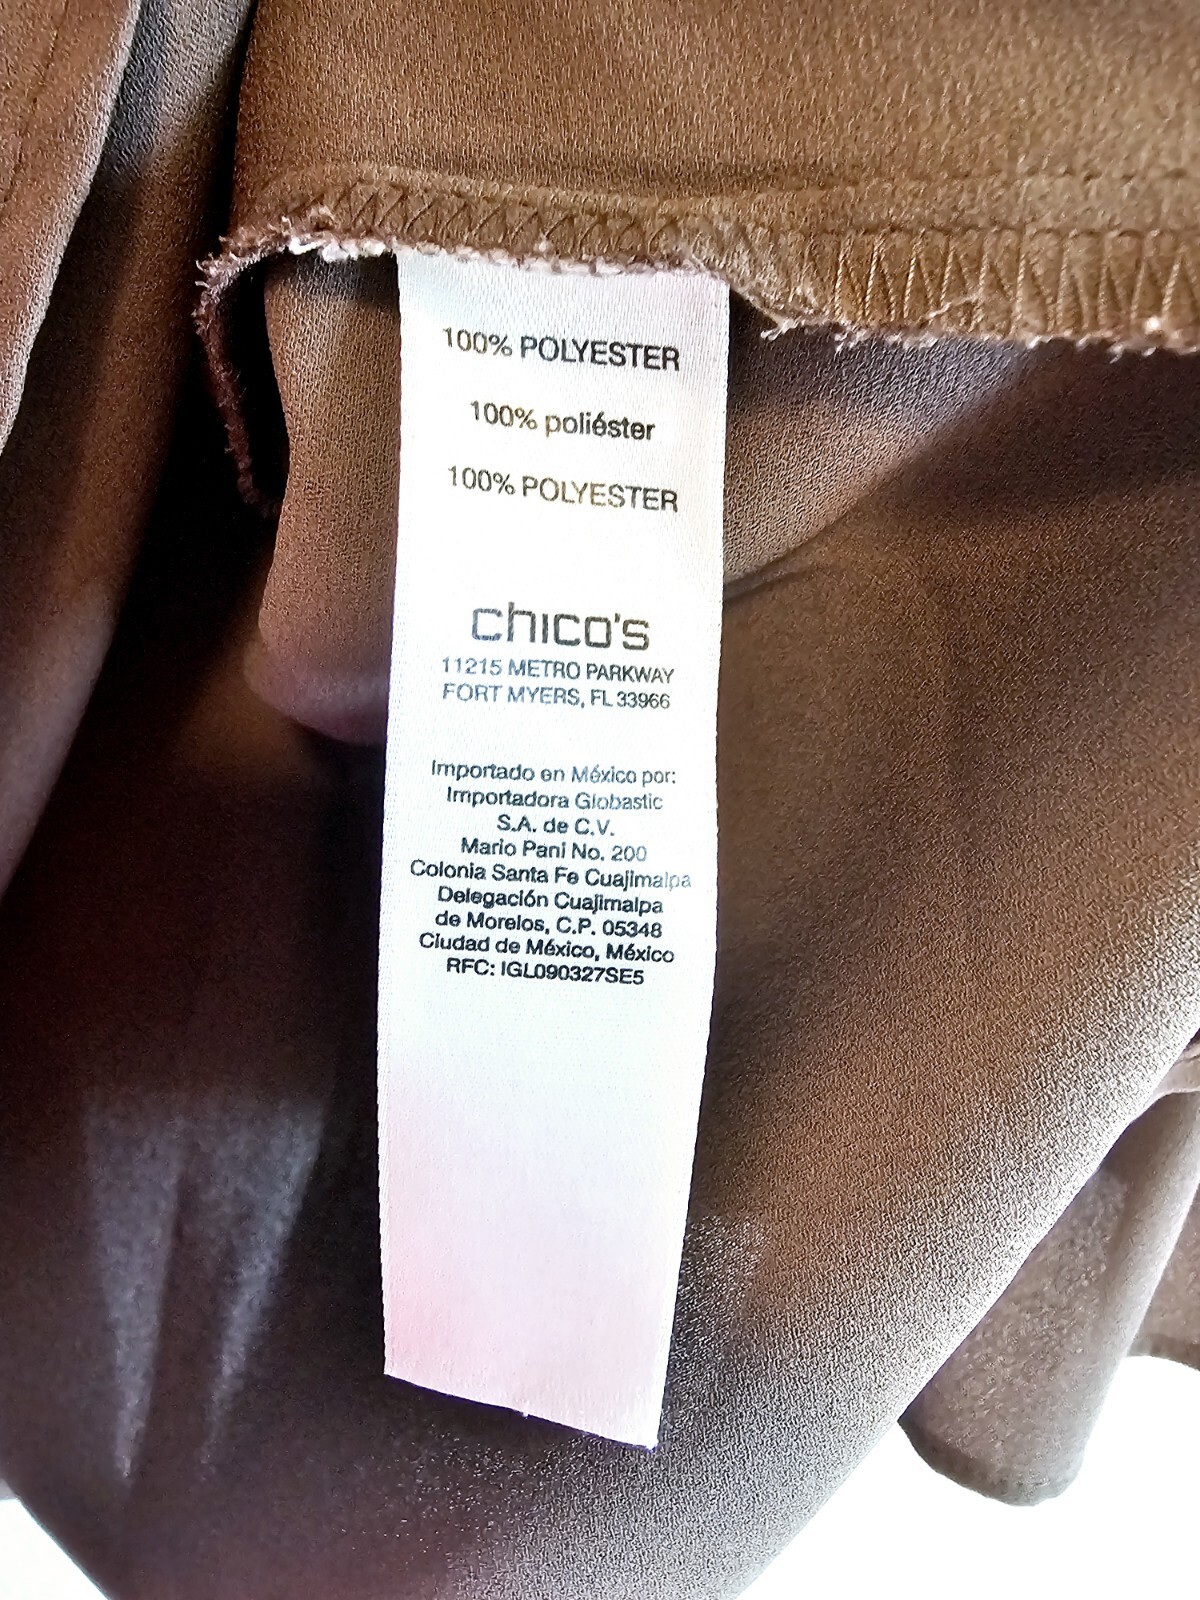 100% POLYESTER
100% poliéster
100% POLYESTER
chico's
11215 METRO PARKWAY
FORT MYERS, FL 33966
Importado en México por:
Importadora Globastic
S.A. de C.V.
Mario Pani No. 200
Colonia Santa Fe Cuajimalpa
Delegación Cuajimalpa
de Morelos, C.P. 05348
Ciudad de México, México
RFC: IGL090327SE5